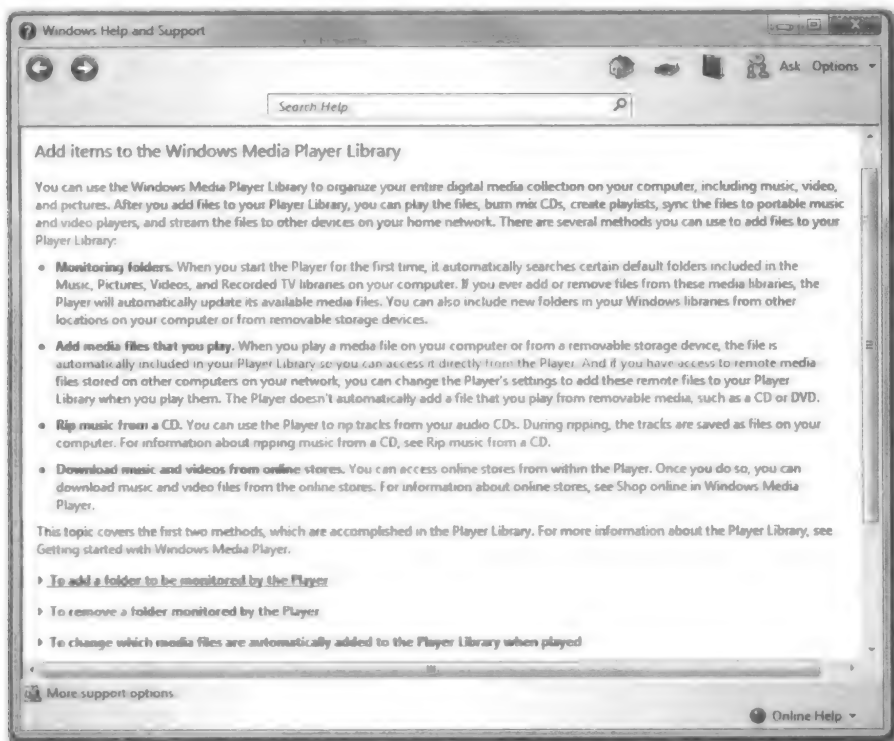 Windows Help and Support
Ask Options
Search Help
Add items to the Windows Media Player Library
You can use the Windows Media Player Library to organize your entire digital media collection on your computer, including music, video,
and pictures. After you add files to your Player Library, you can play the files, burn mix CDs, create playlists, sync the files to portable music
and video players, and stream the files to other devices on your home network. There are several methods you can use to add files to your
Player Library:
• Monitoring folders. When you start the Player for the first time, it automatically searches certain default folders included in the
Music, Pictures, Videos, and Recorded TV libraries on your computer. If you ever add or remove files from these media libraries, the
Player will automatically update its available media files. You can also include new folders in your Windows libraries from other
locations on your computer or from removable storage devices.
• Add media files that you play. When you play a media file on your computer or from a removable storage device, the file is
automatically included in your Player Library so you can access it directly from the Player. And if you have access to remote media
files stored on other computers on your network, you can change the Player's settings to add these remote files to your Player
Library when you play them. The Player doesn't automatically add a file that you play from removable media, such as a CD or DVD.
• Rip music from a CD. You can use the Player to rip tracks from your audio CDs. During ripping, the tracks are saved as files on your
computer. For information about ripping music from a CD, see Rip music from a CD.
• Download music and videos from online stores. You can access online stores from within the Player. Once you do so, you can
download music and video files from the online stores. For information about online stores, see Shop online in Windows Media
Player.
This topic covers the first two methods, which are accomplished in the Player Library. For more information about the Player Library, see
Getting started with Windows Media Player.
To add a folder to be monitored by the Player
To remove a folder monitored by the Player
To change which media files are automatically added to the Player Library when played
More support options
Online Help